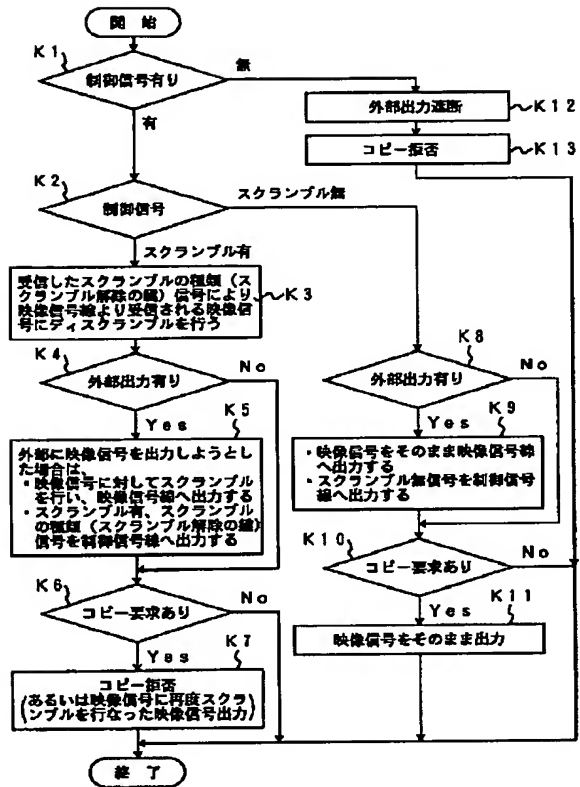 開 始
K1
制御信号有り
無
有
外部出力遮断
K12
コピー拒否
K13
K2
制御信号
スクランブル無
スクランブル有
受信したスクランブルの種類（ス
クランブル解除の鍵）信号により、
映像信号線より受信される映像信
号にディスクランブルを行う
K3
K4
外部出力有り
No
Yes
K5
外部に映像信号を出力しようとし
た場合は、
・映像信号に対してスクランブル
を行い、映像信号線へ出力する
・スクランブル有、スクランブル
の種類（スクランブル解除の鍵）
信号を制御信号線へ出力する
K8
外部出力有り
No
Yes
K9
・映像信号をそのまま映像信号線
へ出力する
・スクランブル無信号を制御信号
線へ出力する
K6
コピー要求あり
No
Yes
K7
コピー拒否
(あるいは映像信号に再度スクラ
ンブルを行なった映像信号出力)
K10
コピー要求あり
No
Yes
K11
映像信号をそのまま出力
終 了